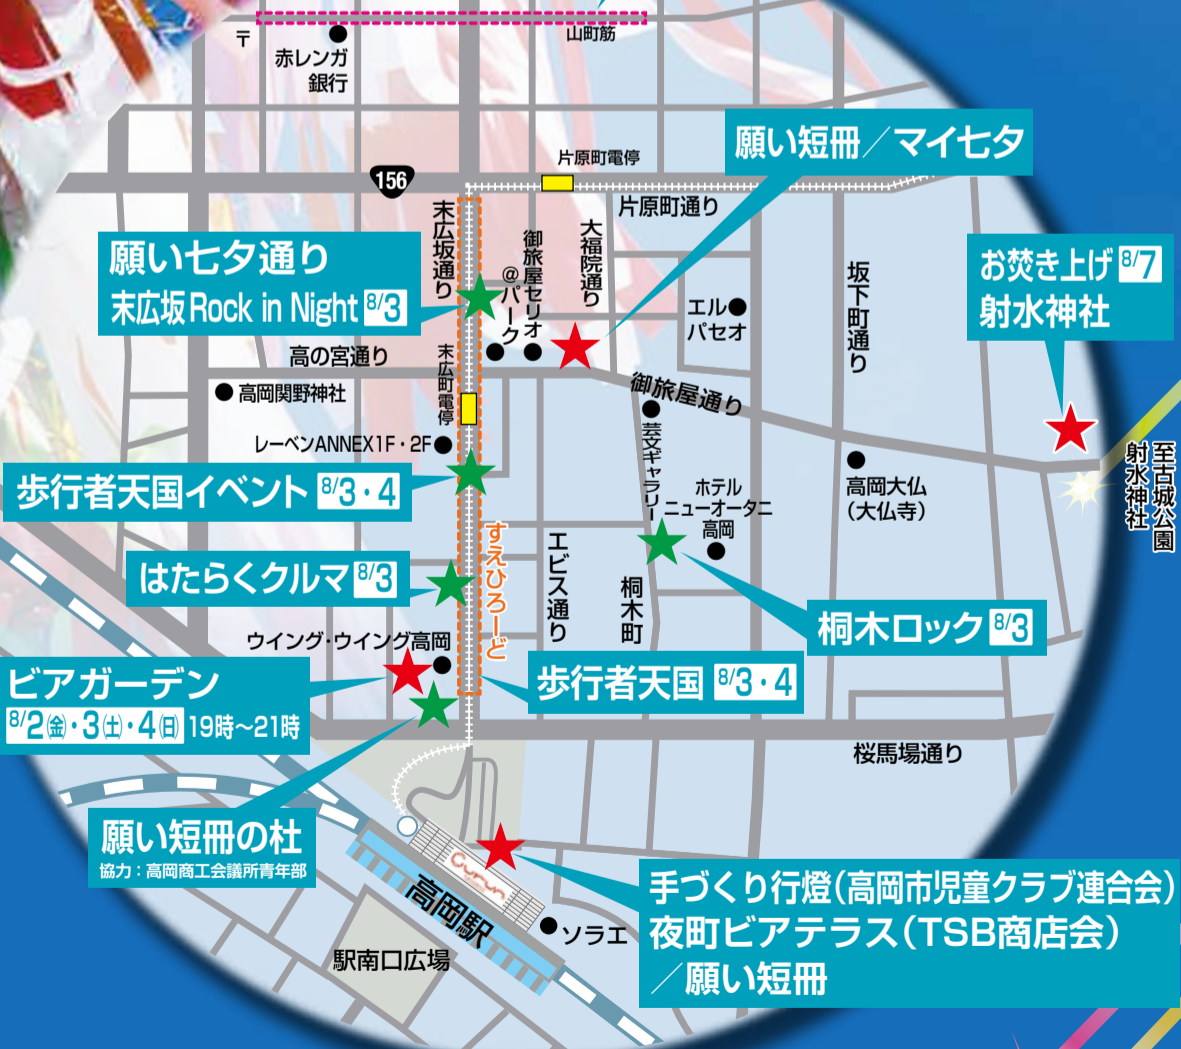 〒
赤レンガ
銀行
山町筋
156
片原町電停
片原町通り
願い短冊/マイ七夕
末広坂通り
御旅屋セリオ
@パーク
大福院通り
願い七夕通り
末広坂Rock in Night 8/3
エル
パセオ
坂下町通り
お焚き上げ 8/7
射水神社
高の宮通り
末広町電停
御旅屋通り
高岡関野神社
レーベンANNEX1F・2F
芸文ギャラリー
至古城公園
射水神社
歩行者天国イベント 8/3・4
ホテル
ニューオータニ
高岡
高岡大仏
(大仏寺)
すえひろーど
エビス通り
桐木町
はたらくクルマ 8/3
桐木ロック 8/3
ウイング・ウイング高岡
歩行者天国 8/3・4
ビアガーデン
8/2㈮・3㈯・4㈰ 19時〜21時
桜馬場通り
願い短冊の杜
協力:高岡商工会議所青年部
Curun
高岡駅
ソラエ
駅南口広場
手づくり行燈(高岡市児童クラブ連合会)
夜町ビアテラス(TSB商店会)
/願い短冊